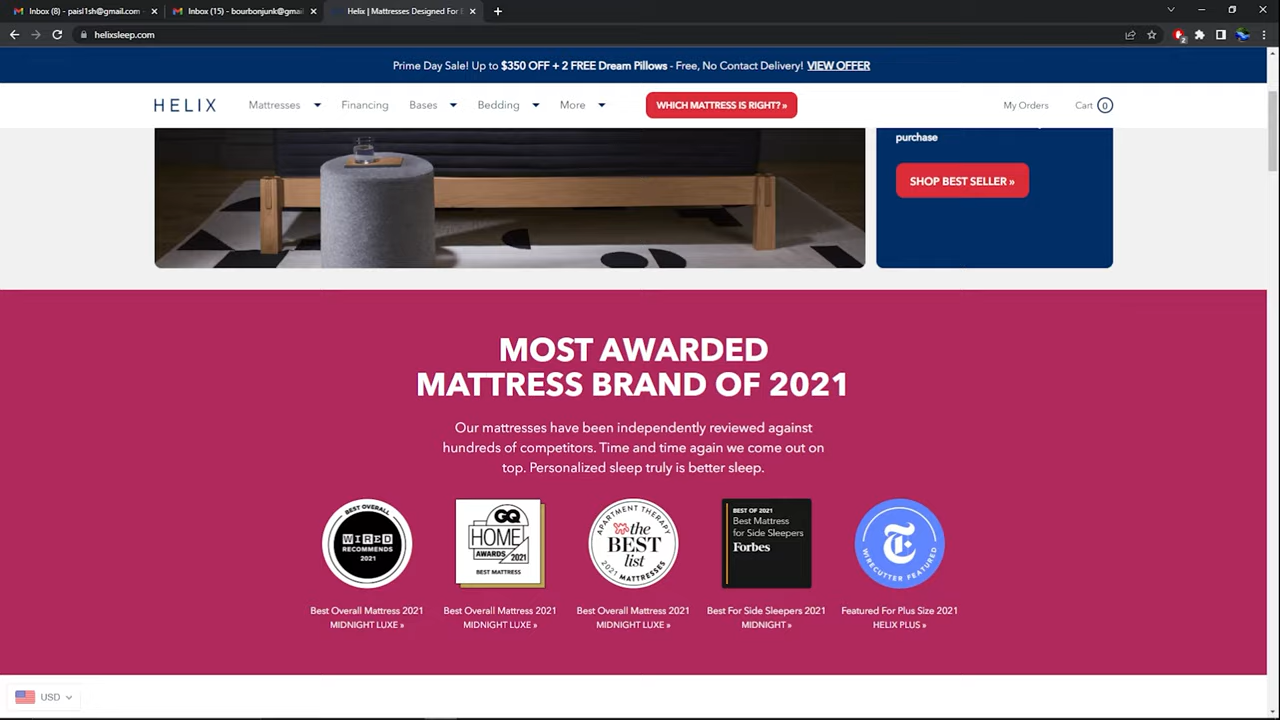 Inbox (8) - paisl1sh@gmail.com
Inbox (15) - bourbonjunk@gmai
Helix | Mattresses Designed For E
helixsleep.com
2
Prime Day Sale! Up to $350 OFF + 2 FREE Dream Pillows - Free, No Contact Delivery! VIEW OFFER
HELIX
Mattresses
Financing
Bases
Bedding
More
WHICH MATTRESS IS RIGHT? »
My Orders
Cart 0
purchase
SHOP BEST SELLER »
MOST AWARDED
MATTRESS BRAND OF 2021
Our mattresses have been independently reviewed against
hundreds of competitors. Time and time again we come out on
top. Personalized sleep truly is better sleep.
BEST OVERALL
WIRED
RECOMMENDS
2021
GQ
HOME
AWARDS 2021
BEST MATTRESS
APARTMENT THERAPY
the
BEST
list
2021 MATTRESSES
BEST OF 2021
Best Mattress
for Side Sleepers
Forbes
T
WIRECUTTER FEATURED
Best Overall Mattress 2021
MIDNIGHT LUXE »
Best Overall Mattress 2021
MIDNIGHT LUXE »
Best Overall Mattress 2021
MIDNIGHT LUXE »
Best For Side Sleepers 2021
MIDNIGHT »
Featured For Plus Size 2021
HELIX PLUS »
USD